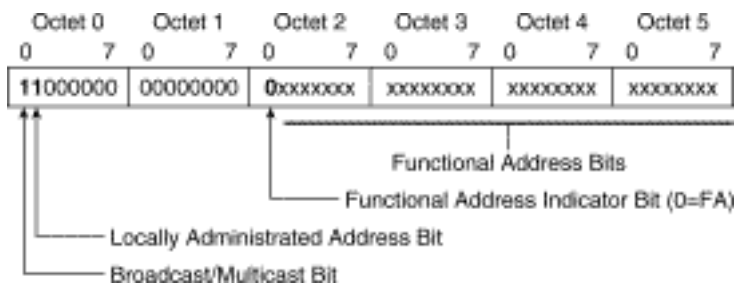 Octet 0 Octet 1 Octet 2 Octet 3 Octet 4 Octet 5
0 7 0 7 0 7 0 7 0 7 0 7
11000000 00000000 0xxxxxxx xxxxxxxx xxxxxxxx xxxxxxxx
Functional Address Bits
Functional Address Indicator Bit (0=FA)
Locally Administrated Address Bit
Broadcast/Multicast Bit